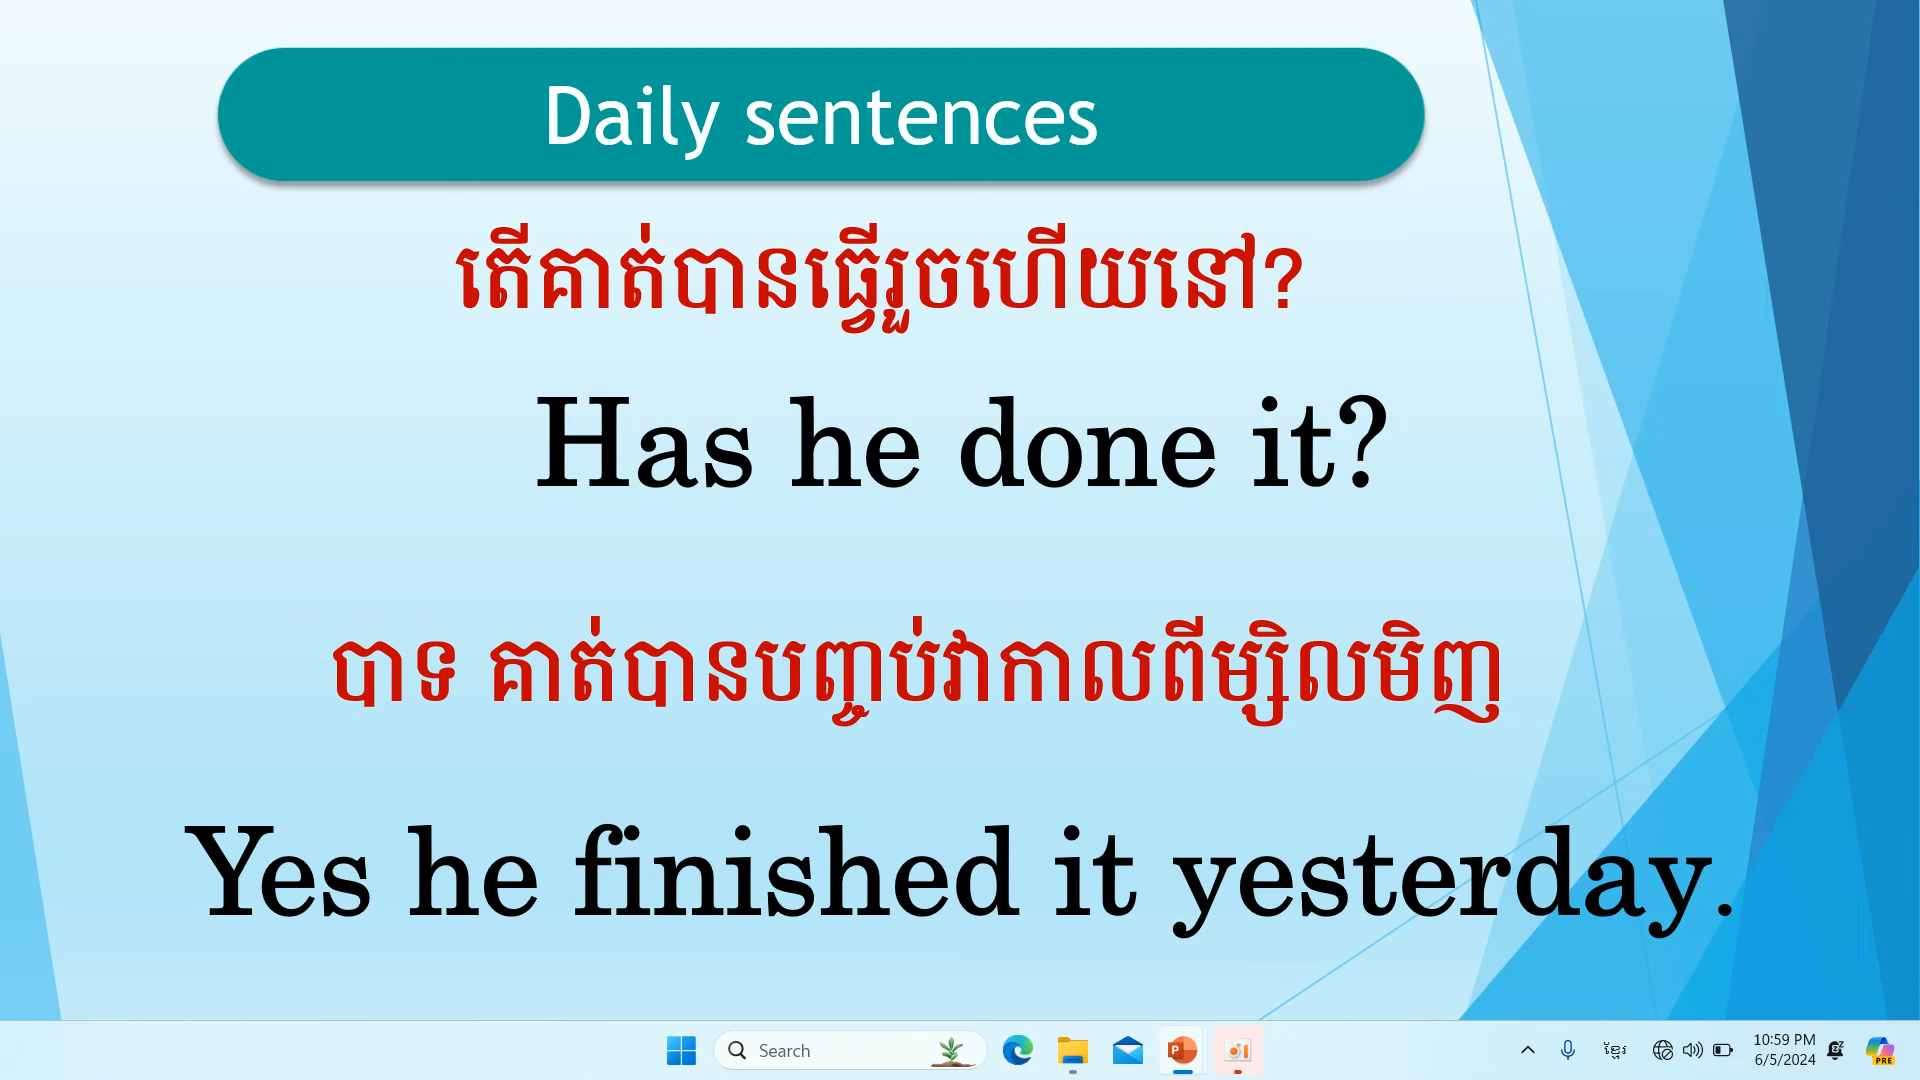 Daily sentences
តើគាត់បានធ្វើរួចហើយនៅ?
Has he done it?
បាទ គាត់បានបញ្ចប់វាកាលពីម្សិលមិញ
Yes he finished it yesterday.
Search
ខ្មែរ
10:59 PM
6/5/2024
PRE